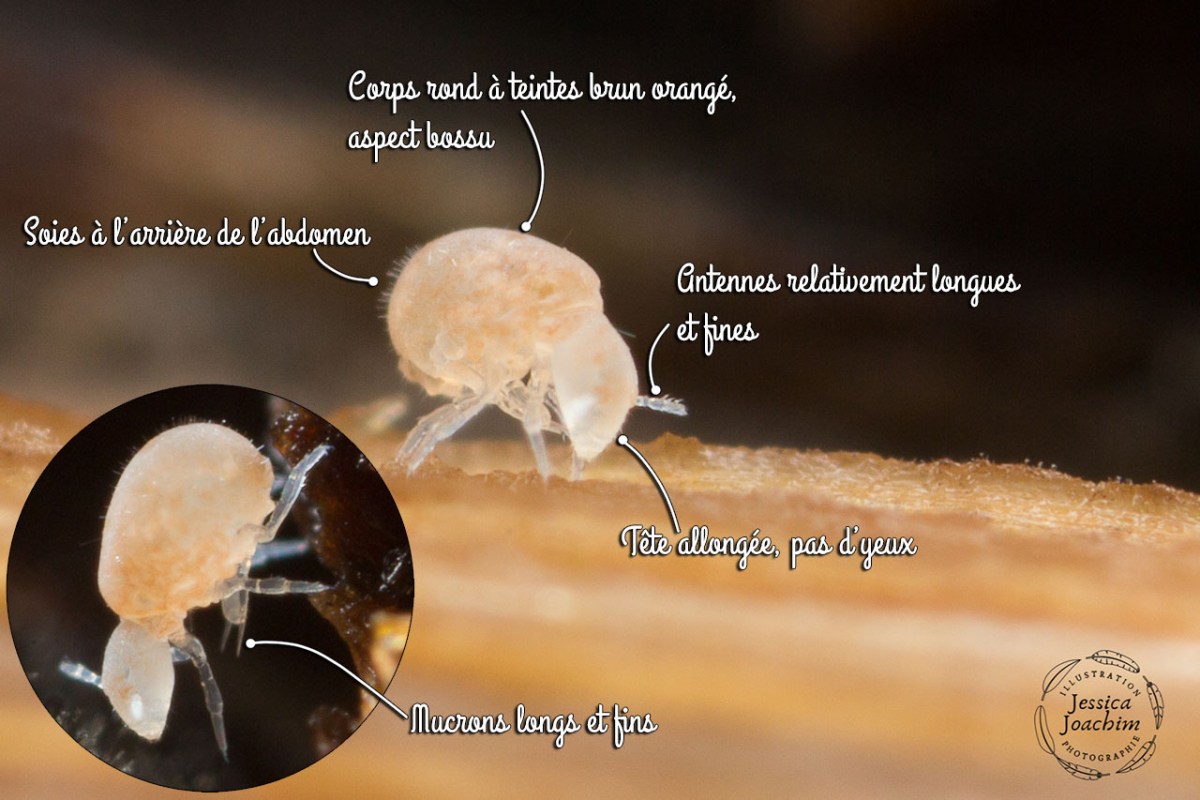 Corps rond à teintes brun orangé,
aspect bossu
Soies à l'arrière de l'abdomen
Antennes relativement longues
et fines
Tête allongée, pas d'yeux
Mucrons longs et fins
ILLUSTRATION
Jessica
Joachim
PHOTOGRAPHIE